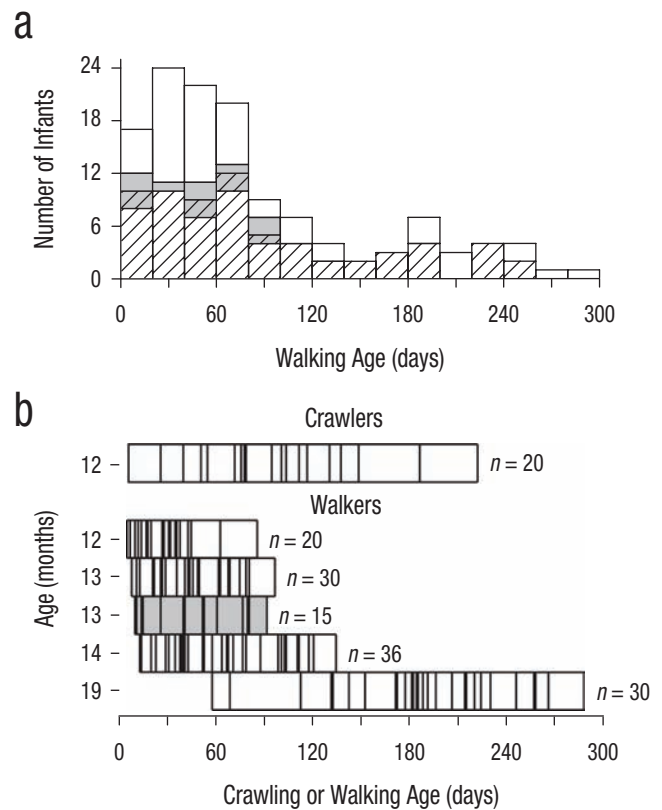 a
Number of Infants
24
18
12
6
0
0 60 120 180 240 300
Walking Age (days)
b
Crawlers
12 n = 20
Walkers
Age (months)
12 n = 20
13 n = 30
13 n = 15
14 n = 36
19 n = 30
0 60 120 180 240 300
Crawling or Walking Age (days)